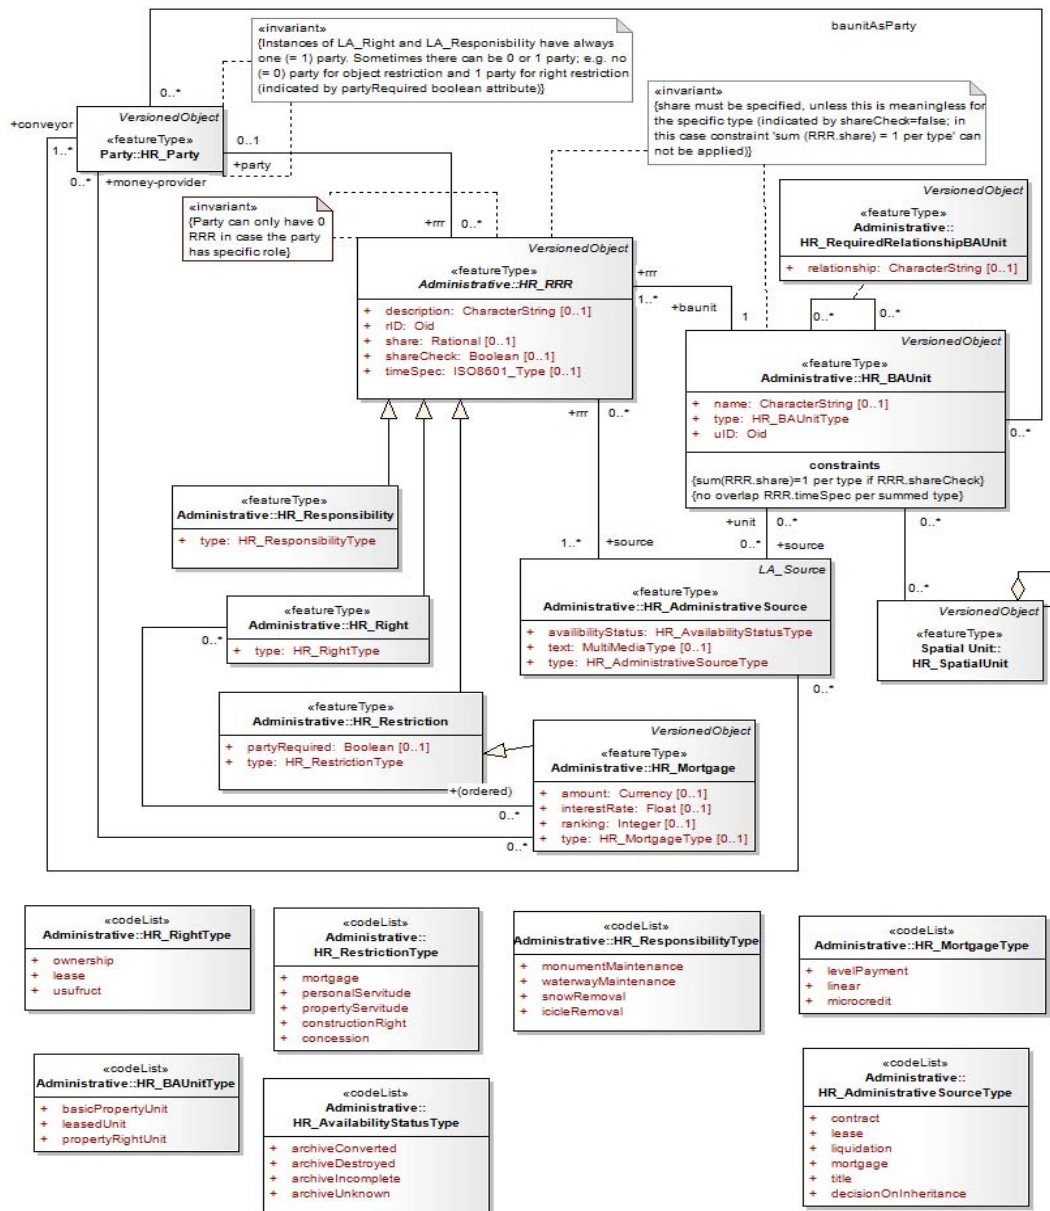 «invariant»
{Instances of LA_Right and LA_Responisbility have always
one (= 1) party. Sometimes there can be 0 or 1 party; e.g. no
(= 0) party for object restriction and 1 party for right restriction
(indicated by partyRequired boolean attribute)}
baunitAsParty
«invariant»
{share must be specified, unless this is meaningless for
the specific type (indicated by shareCheck=false; in
this case constraint 'sum (RRR.share) = 1 per type' can
not be applied)}
0..*
+conveyor
1..*
VersionedObject
«featureType»
Party::HR_Party
0..1
+party
0..*
+money-provider
«invariant»
{Party can only have 0
RRR in case the party
has specific role}
+rrr
0..*
VersionedObject
«featureType»
Administrative::
HR_RequiredRelationshipBAUnit
+ relationship: CharacterString [0..1]
VersionedObject
«featureType»
Administrative::HR_RRR
+ description: CharacterString [0..1]
+ rID: Oid
+ share: Rational [0..1]
+ shareCheck: Boolean [0..1]
+ timeSpec: ISO8601_Type [0..1]
+rrr
1..*
+baunit
1
0..*
0..*
VersionedObject
«featureType»
Administrative::HR_BAUnit
+ name: CharacterString [0..1]
+ type: HR_BAUnitType
+ uID: Oid
constraints
{sum(RRR.share)=1 per type if RRR.shareCheck}
{no overlap RRR.timeSpec per summed type}
0..*
+rrr
0..*
«featureType»
Administrative::HR_Responsibility
+ type: HR_ResponsibilityType
+unit
0..*
0..*
1..*
+source
0..*
+source
LA_Source
«featureType»
Administrative::HR_AdministrativeSource
+ availibilityStatus: HR_AvailabilityStatusType
+ text: MultiMediaType [0..1]
+ type: HR_AdministrativeSourceType
0..*
0..*
VersionedObject
«featureType»
Spatial Unit::
HR_SpatialUnit
«featureType»
Administrative::HR_Right
+ type: HR_RightType
0..*
«featureType»
Administrative::HR_Restriction
+ partyRequired: Boolean [0..1]
+ type: HR_RestrictionType
VersionedObject
«featureType»
Administrative::HR_Mortgage
+ amount: Currency [0..1]
+ interestRate: Float [0..1]
+ ranking: Integer [0..1]
+ type: HR_MortgageType [0..1]
+(ordered)
0..*
0..*
«codeList»
Administrative::HR_RightType
+ ownership
+ lease
+ usufruct
«codeList»
Administrative::
HR_RestrictionType
+ mortgage
+ personalServitude
+ propertyServitude
+ constructionRight
+ concession
«codeList»
Administrative::HR_ResponsibilityType
+ monumentMaintenance
+ waterwayMaintenance
+ snowRemoval
+ icicleRemoval
«codeList»
Administrative::HR_MortgageType
+ levelPayment
+ linear
+ microcredit
«codeList»
Administrative::HR_BAUnitType
+ basicPropertyUnit
+ leasedUnit
+ propertyRightUnit
«codeList»
Administrative::
HR_AvailabilityStatusType
+ archiveConverted
+ archiveDestroyed
+ archiveIncomplete
+ archiveUnknown
«codeList»
Administrative::
HR_AdministrativeSourceType
+ contract
+ lease
+ liquidation
+ mortgage
+ title
+ decisionOnInheritance